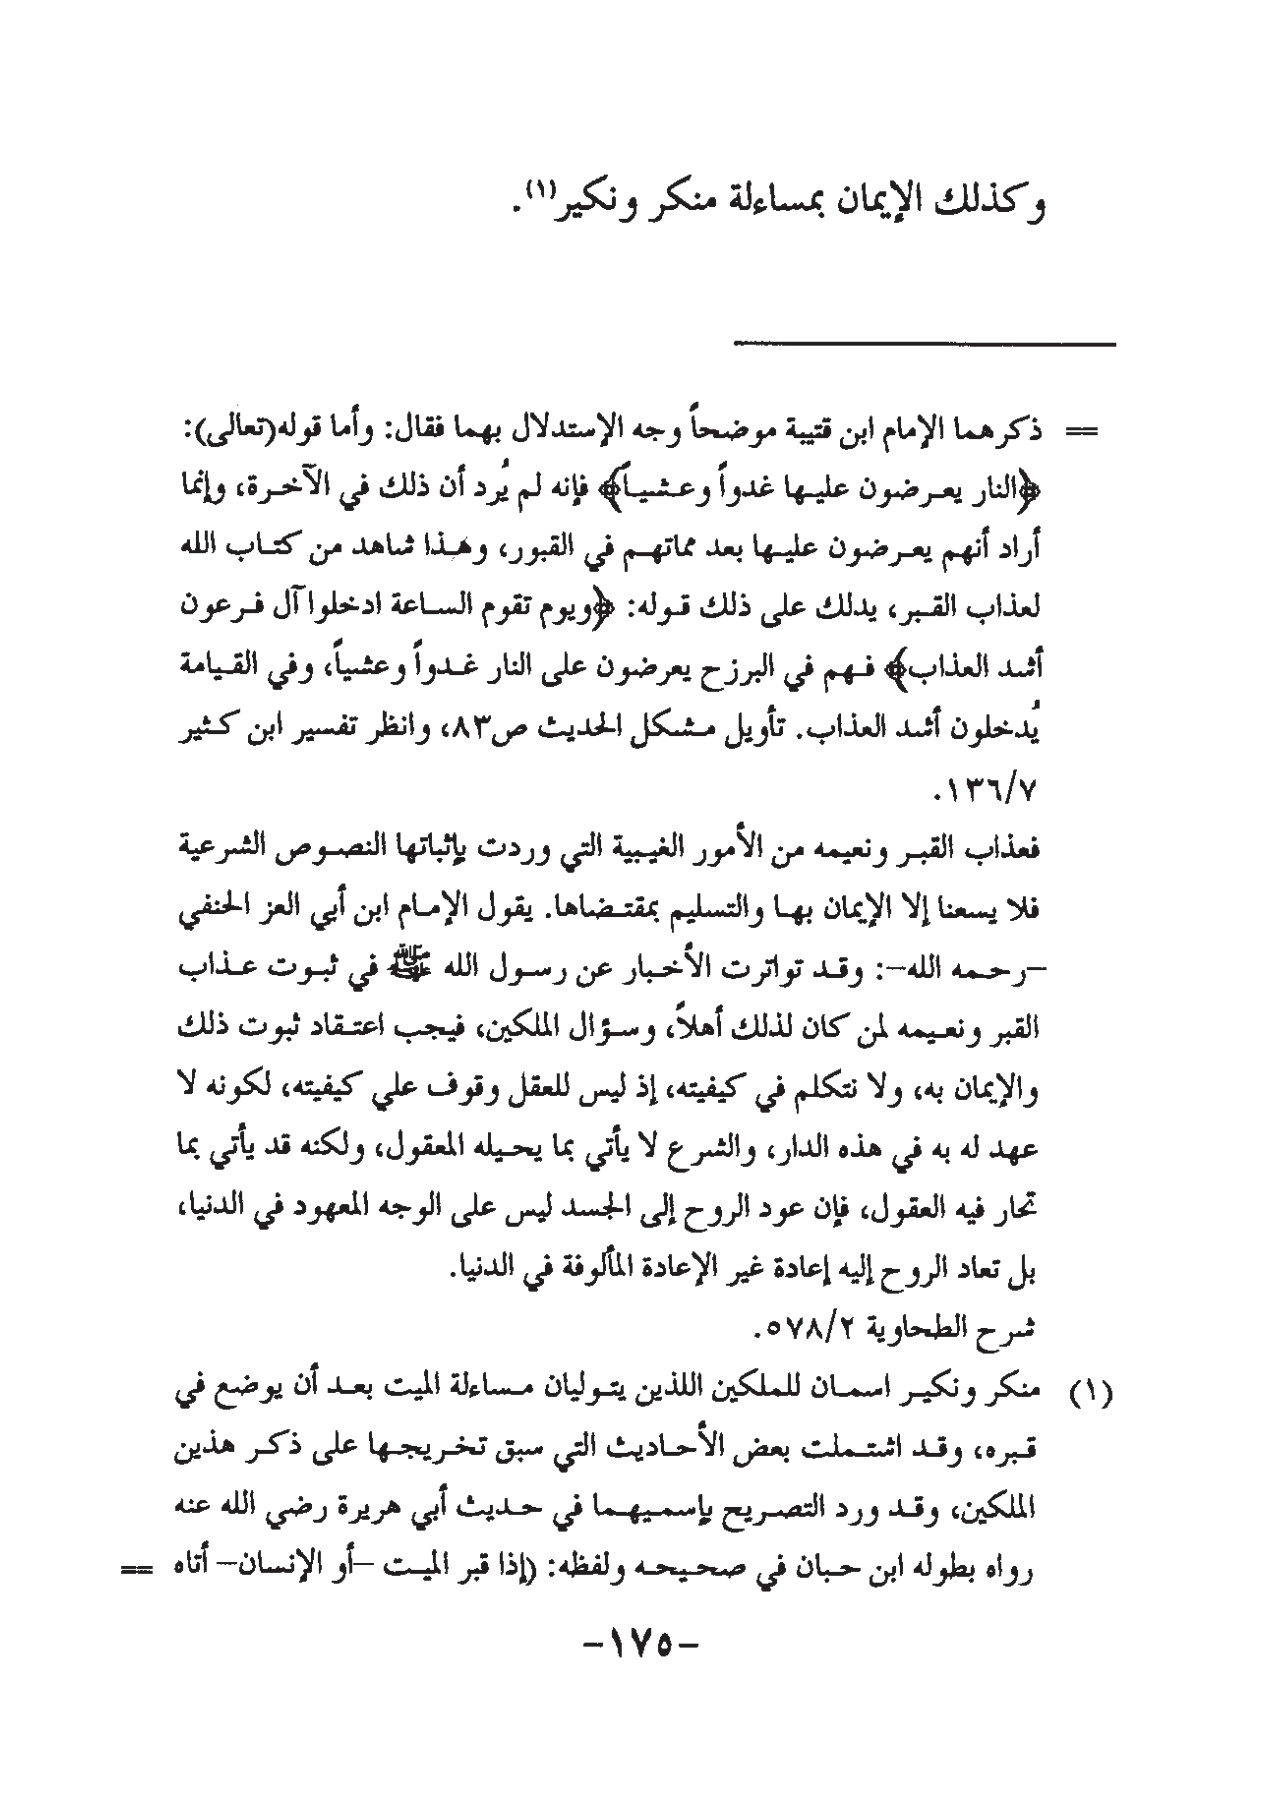 وكذلك الإيمان بمساءلة منكر ونكير(١).
== ذكرهما الإمام ابن قتيبة موضحاً وجه الإستدلال بهما فقال: وأما قوله(تعالى):
﴿النار يعرضون عليها غدواً وعشياً﴾ فإنه لم يُرد أن ذلك في الآخرة، وإنما
أراد أنهم يعرضون عليها بعد مماتهم في القبور، وهذا شاهد من كتاب الله
لعذاب القبر، يدلك على ذلك قوله: ﴿ويوم تقوم الساعة ادخلوا آل فرعون
أشد العذاب﴾ فهم في البرزح يعرضون على النار غدواً وعشياً، وفي القيامة
يُدخلون أشد العذاب. تأويل مشكل الحديث ص٨٣، وانظر تفسير ابن كثير
١٣٦/٧.
فعذاب القبر ونعيمه من الأمور الغيبية التي وردت بإثباتها النصوص الشرعية
فلا يسعنا إلا الإيمان بها والتسليم بمقتضاها. يقول الإمام ابن أبي العز الحنفي
–رحمه الله–: وقد تواترت الأخبار عن رسول الله ﷺ في ثبوت عذاب
القبر ونعيمه لمن كان لذلك أهلاً، وسؤال الملكين، فيجب اعتقاد ثبوت ذلك
والإيمان به، ولا نتكلم في كيفيته، إذ ليس للعقل وقوف علي كيفيته، لكونه لا
عهد له به في هذه الدار، والشرع لا يأتي بما يحيله المعقول، ولكنه قد يأتي بما
تحار فيه العقول، فإن عود الروح إلى الجسد ليس على الوجه المعهود في الدنيا،
بل تعاد الروح إليه إعادة غير الإعادة المألوفة في الدنيا.
شرح الطحاوية ٥٧٨/٢.
(١) منكر ونكير اسمان للملكين اللذين يتوليان مساءلة الميت بعد أن يوضع في
قبره، وقد اشتملت بعض الأحاديث التي سبق تخريجها على ذكر هذين
الملكين، وقد ورد التصريح بإسميهما في حديث أبي هريرة رضي الله عنه
رواه بطوله ابن حبان في صحيحه ولفظه: (إذا قبر الميت –أو الإنسان– أتاه ==
-١٧٥-